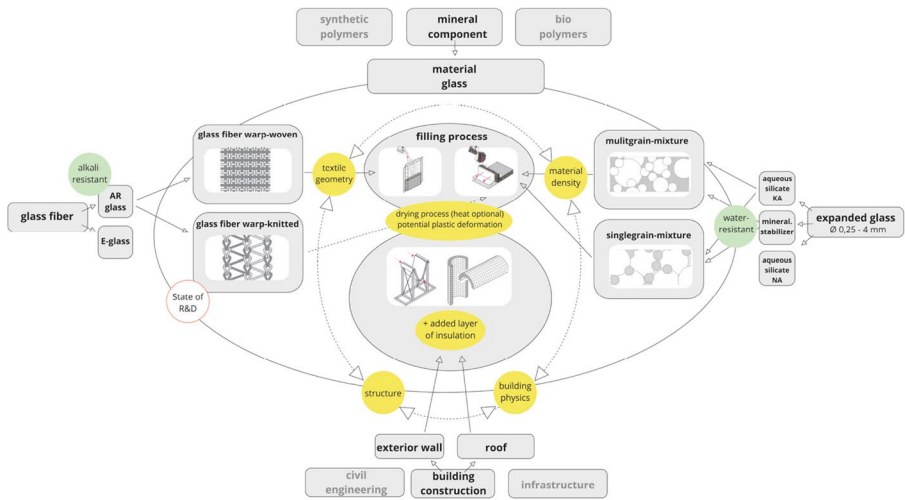 synthetic
polymers
mineral
component
bio
polymers
material
glass
glass fiber warp-woven
filling process
mulitgrain-mixture
alkali
resistant
textile
geometry
material
density
aqueous
silicate
KA
AR
glass
glass fiber
E-glass
glass fiber warp-knitted
drying process (heat optional)
potential plastic deformation
singlegrain-mixture
water-
resistant
mineral.
stabilizer
expanded glass
Ø 0,25 - 4 mm
aqueous
silicate
NA
State of
R&D
+ added layer
of insulation
structure
building
physics
exterior wall
roof
civil
engineering
building
construction
infrastructure